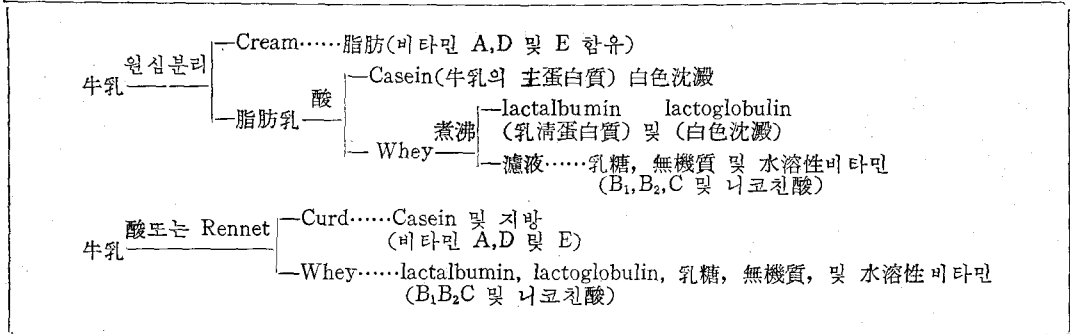 Cream……脂肪(비타민 A,D 및 E 함유)
원심분리
牛乳
Casein(牛乳의 主蛋白質) 白色沈澱
酸
脂肪乳
lactalbumin lactoglobulin
煮沸 (乳淸蛋白質) 및 (白色沈澱)
Whey
濾液……乳糖, 無機質 및 水溶性비타민
(B₁,B₂,C 및 니코친酸)
酸또는 Rennet
Curd……Casein 및 지방
牛乳
(비타민 A,D 및 E)
Whey……lactalbumin, lactoglobulin, 乳糖, 無機質, 및 水溶性비타민
(B₁B₂C 및 니코친酸)